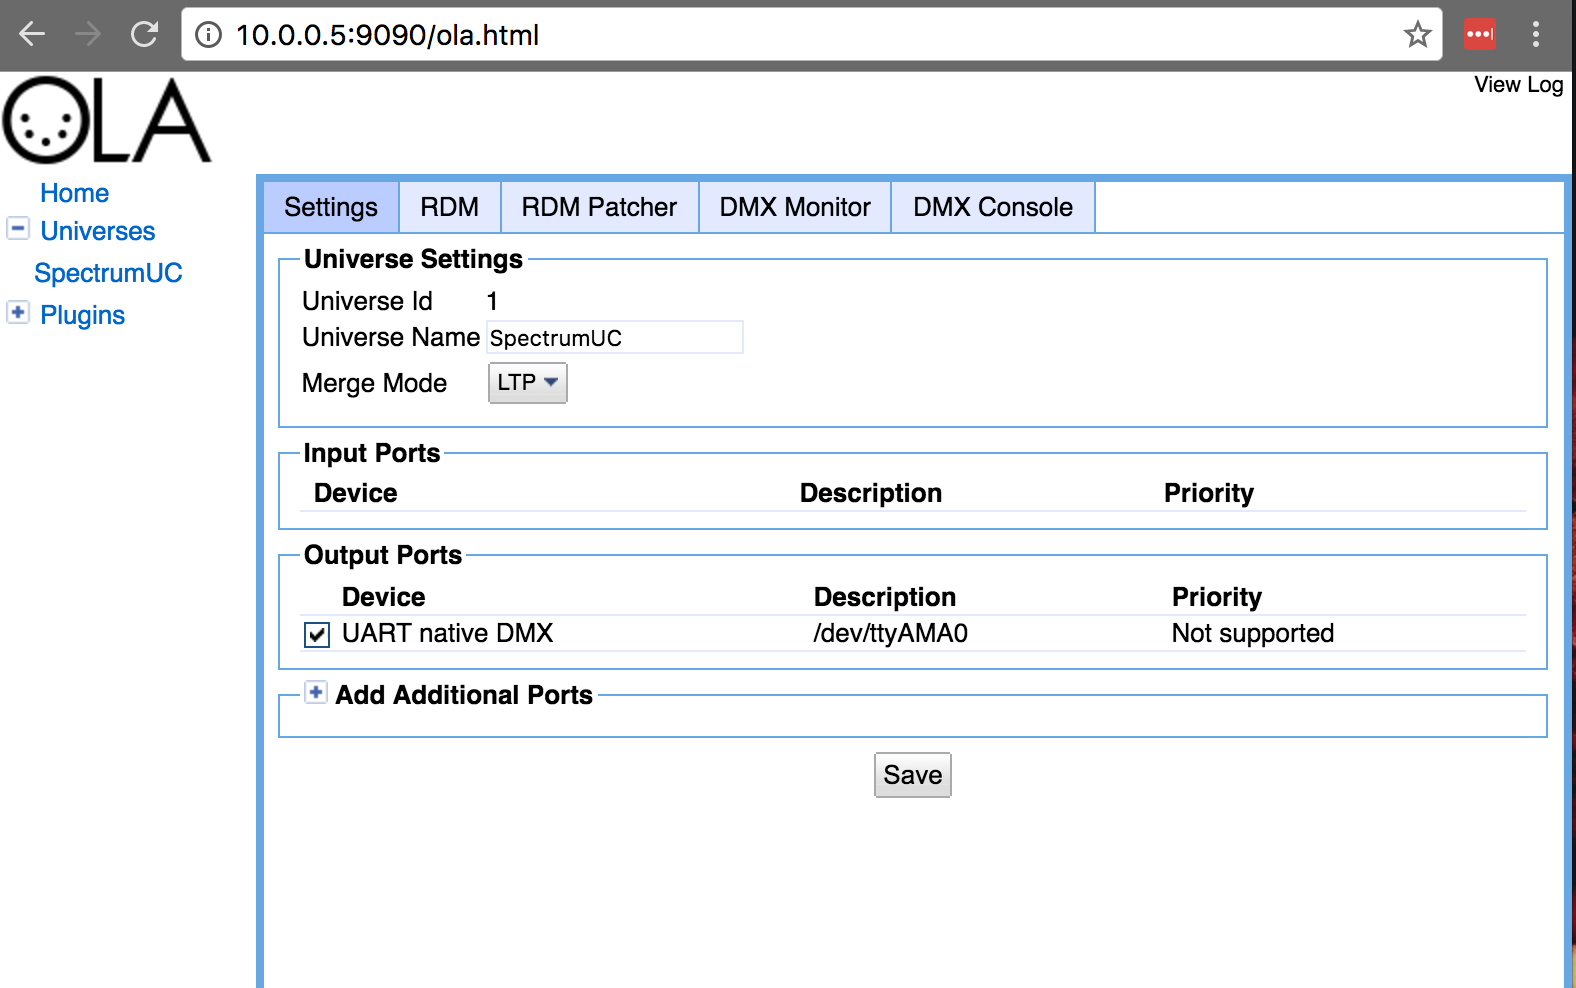 10.0.0.5:9090/ola.html
View Log
OLA
Home
Universes
SpectrumUC
Plugins
Settings RDM RDM Patcher DMX Monitor DMX Console
Universe Settings
Universe Id 1
Universe Name SpectrumUC
Merge Mode LTP
Input Ports
Device Description Priority
Output Ports
Device Description Priority
UART native DMX /dev/ttyAMA0 Not supported
Add Additional Ports
Save